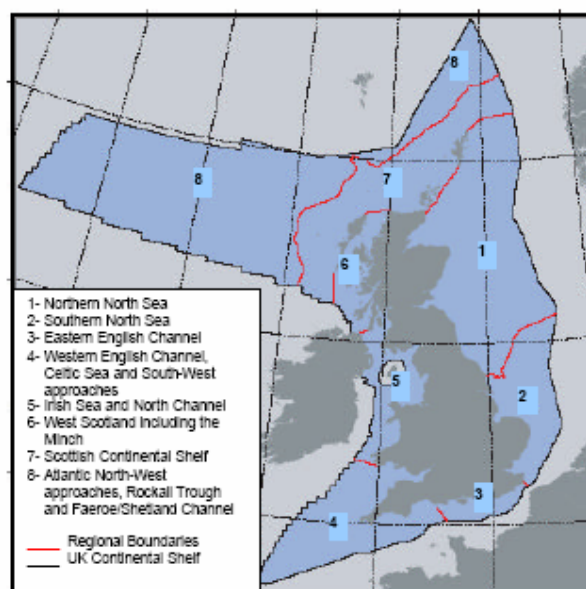 8
8
7
1
6
5
2
3
4
1- Northern North Sea
2- Southern North Sea
3- Eastern English Channel
4- Western English Channel,
Celtic Sea and South-West
approaches
5- Irish Sea and North Channel
6- West Scotland Including the
Minch
7- Scottish Continental Shelf
8- Atlantic North-West
approaches, Rockall Trough
and Faeroe/Shetland Channel
Regional Boundaries
UK Continental Shelf